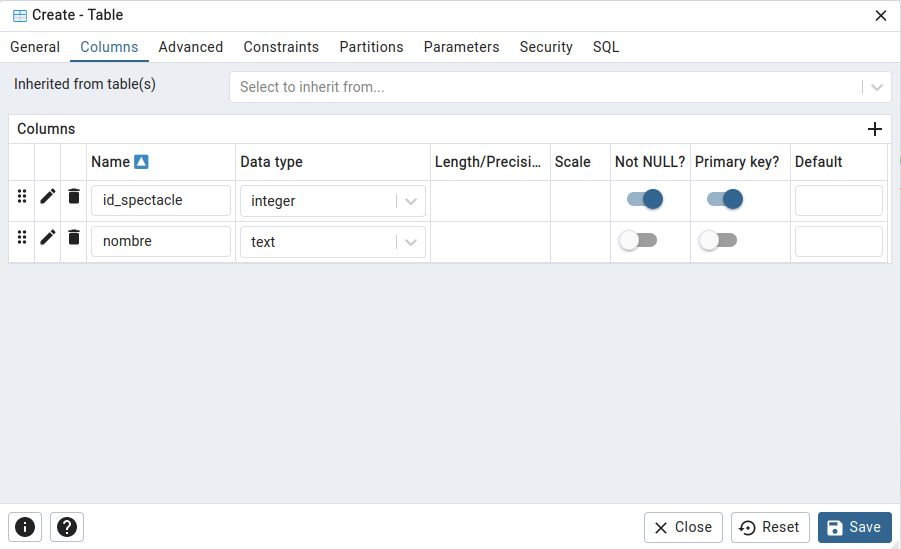 Create - Table
General Columns Advanced Constraints Partitions Parameters Security SQL
Inherited from table(s) Select to inherit from...
Columns
Name Data type Length/Precisi... Scale Not NULL? Primary key? Default
id_spectacle integer
nombre text
Close Reset Save